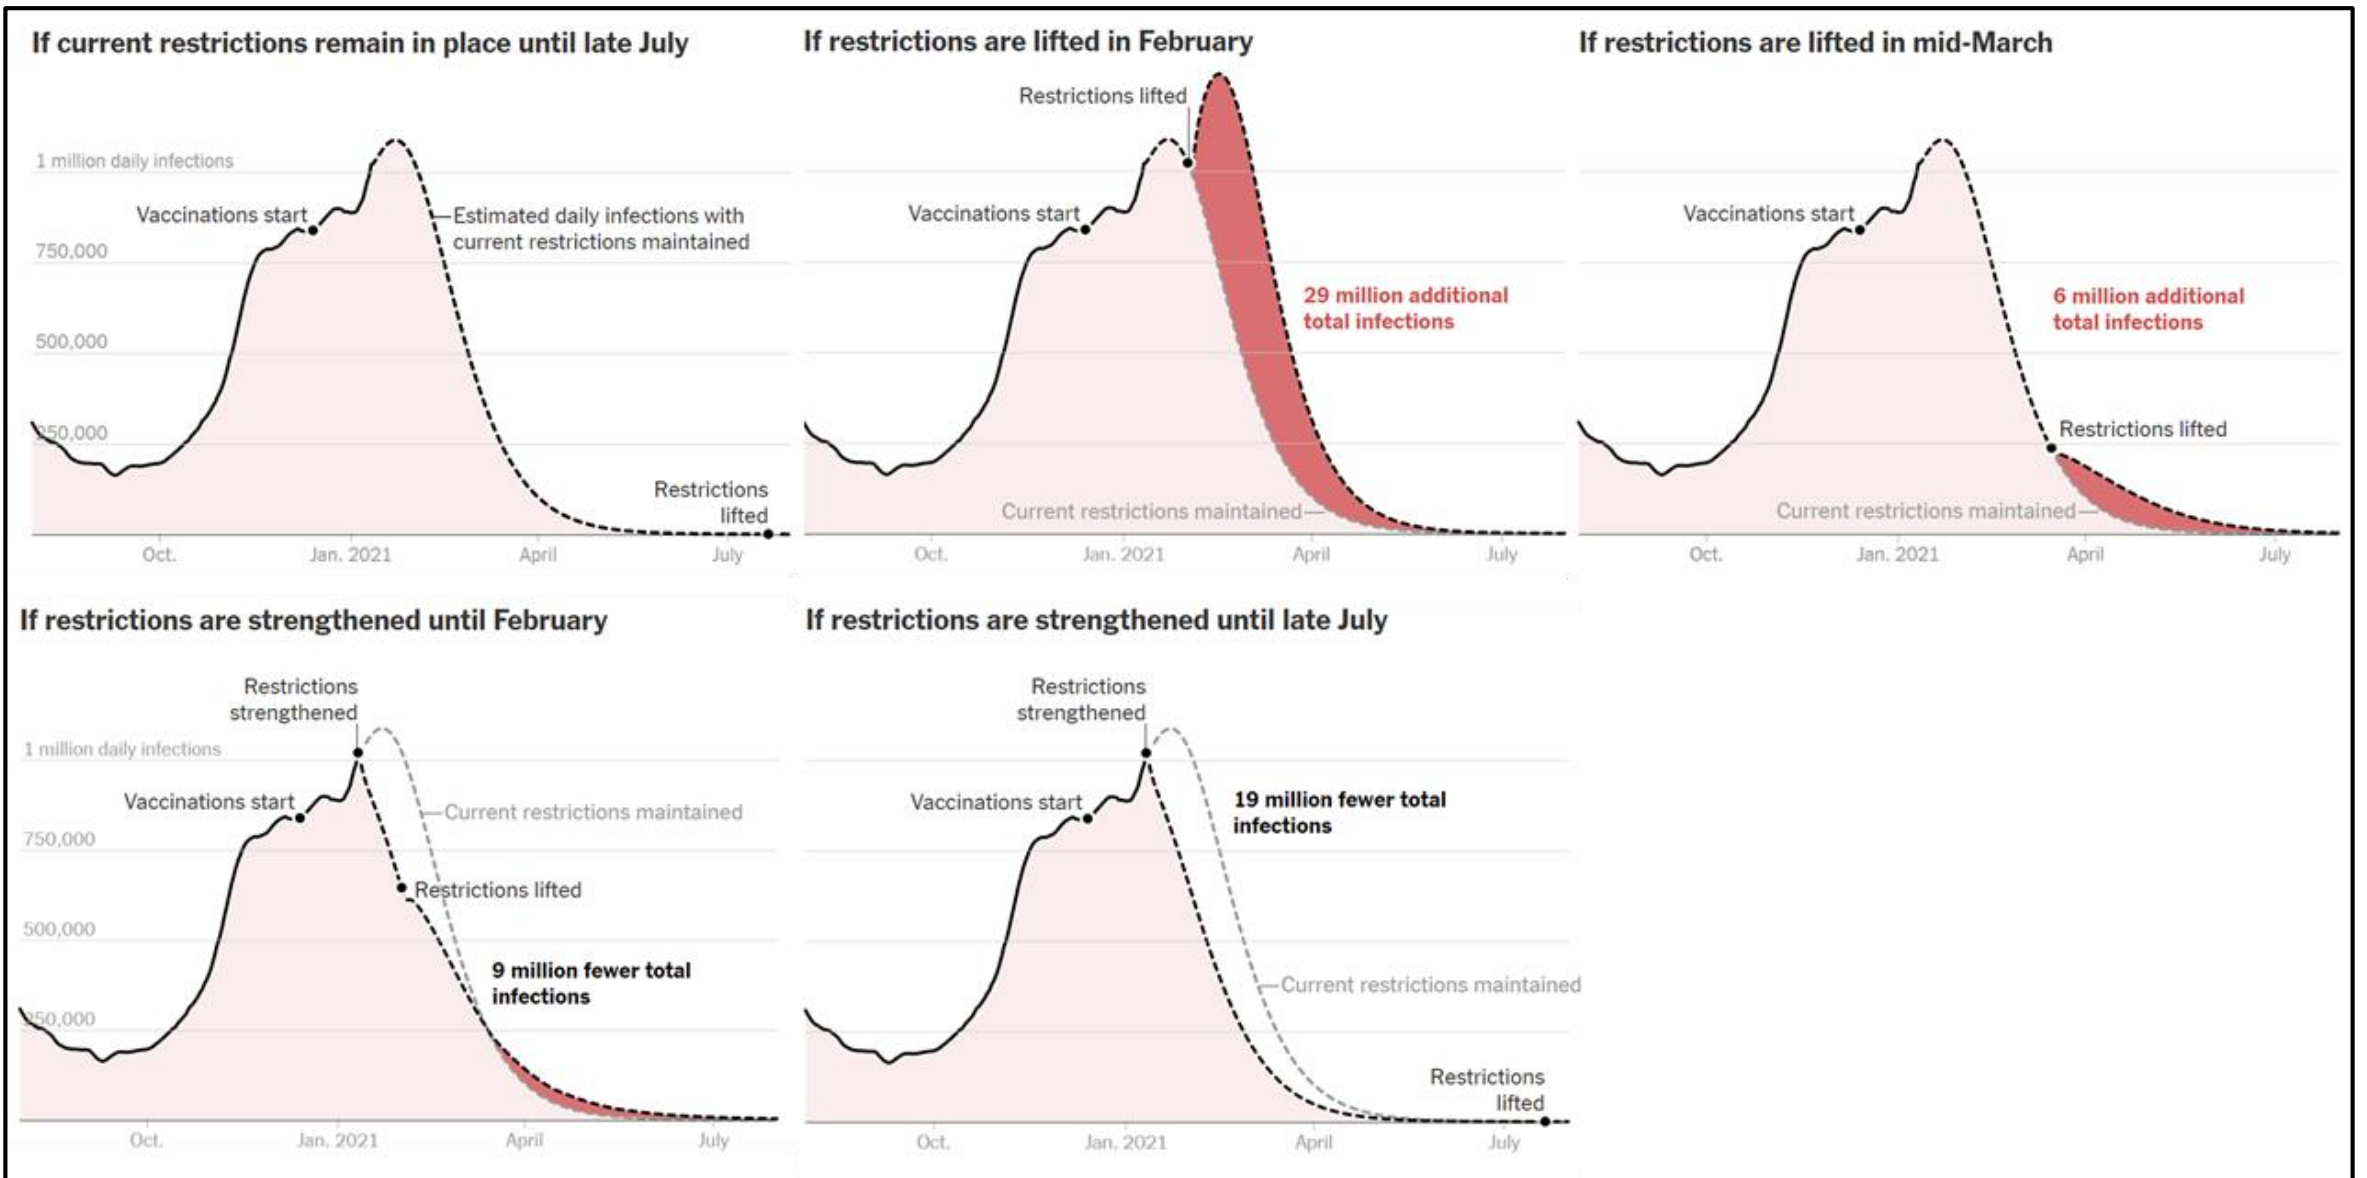 If current restrictions remain in place until late July
1 million daily infections
Vaccinations start
Estimated daily infections with
current restrictions maintained
750,000
500,000
250,000
Restrictions
lifted
Oct.
Jan. 2021
April
July
If restrictions are lifted in February
Restrictions lifted
Vaccinations start
29 million additional
total infections
Current restrictions maintained
Oct.
Jan. 2021
April
July
If restrictions are lifted in mid-March
Vaccinations start
6 million additional
total infections
Restrictions lifted
Current restrictions maintained
Oct.
Jan. 2021
April
July
If restrictions are strengthened until February
Restrictions
strengthened
1 million daily infections
Vaccinations start
Current restrictions maintained
750,000
Restrictions lifted
500,000
9 million fewer total
infections
250,000
Oct.
Jan. 2021
April
July
If restrictions are strengthened until late July
Restrictions
strengthened
Vaccinations start
19 million fewer total
infections
Current restrictions maintained
Restrictions
lifted
Oct.
Jan. 2021
April
July